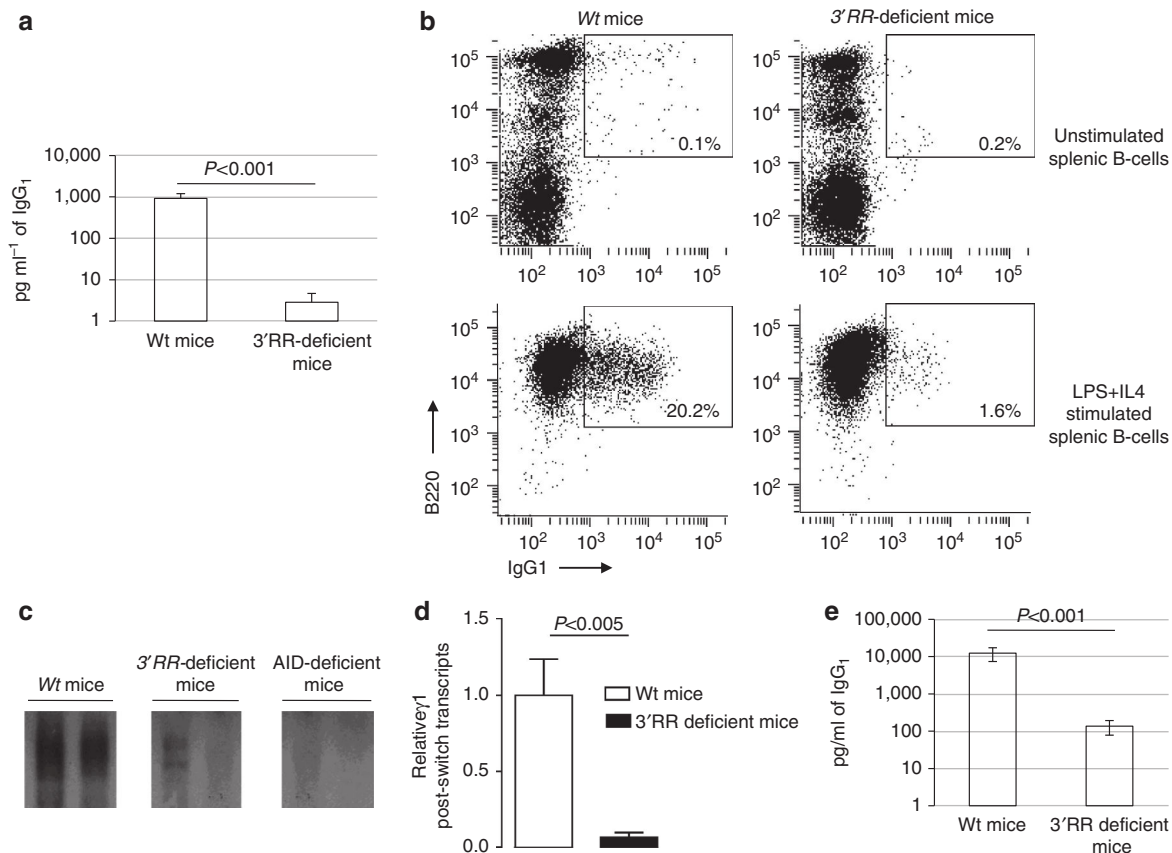 a
10,000
1,000
100
10
1
pg ml⁻¹ of IgG₁
P<0.001
Wt mice
3′RR-deficient
mice
b
Wt mice
3′RR-deficient mice
10⁵
10⁴
10³
10²
0.1%
10² 10³ 10⁴ 10⁵
10⁵
10⁴
10³
10²
0.2%
10² 10³ 10⁴ 10⁵
Unstimulated
splenic B-cells
10⁵
10⁴
10³
10²
20.2%
10² 10³ 10⁴ 10⁵
10⁵
10⁴
10³
10²
1.6%
10² 10³ 10⁴ 10⁵
LPS+IL4
stimulated
splenic B-cells
B220
IgG1
c
Wt mice
3′RR-deficient
mice
AID-deficient
mice
d
1.5
1.0
0.5
0.0
Relativeγ1
post-switch transcripts
P<0.005
Wt mice
3′RR deficient mice
e
100,000
10,000
1,000
100
10
1
pg/ml of IgG₁
P<0.001
Wt mice
3′RR deficient
mice